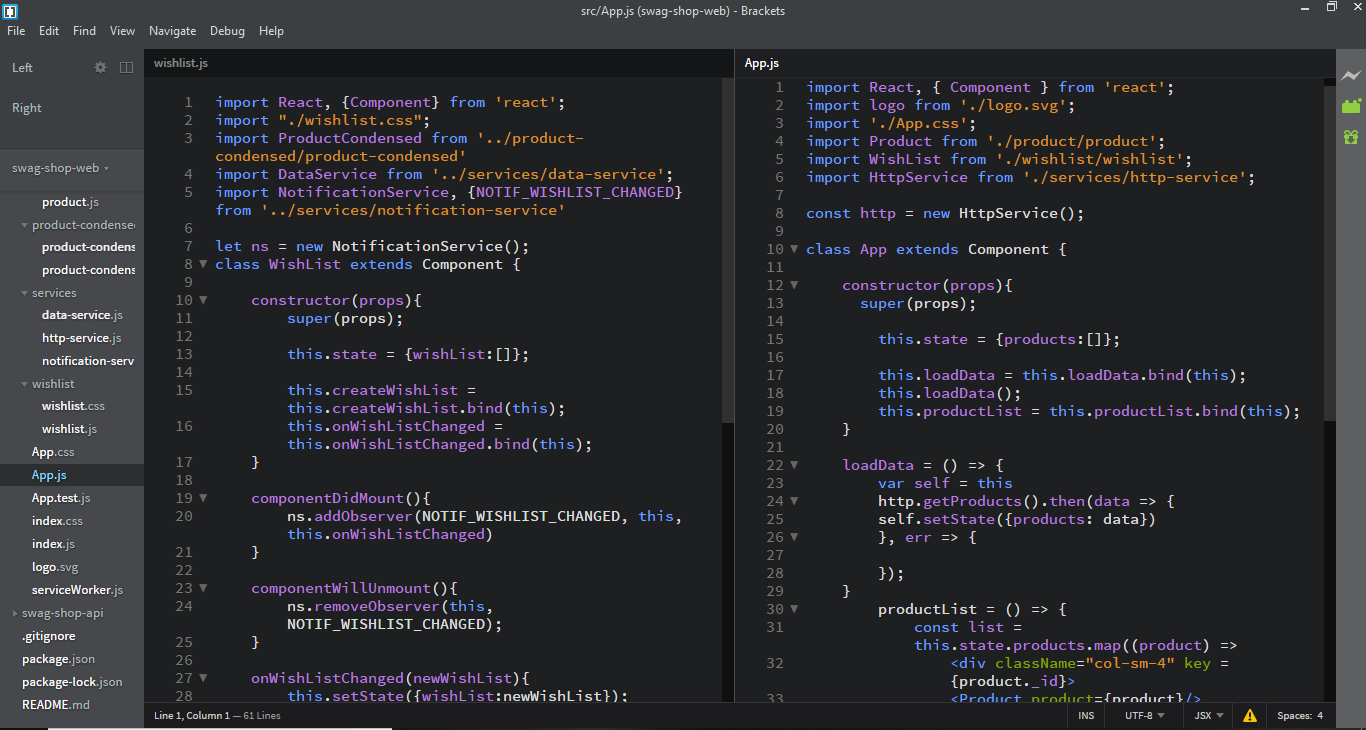 src/App.js (swag-shop-web) - Brackets
File Edit Find View Navigate Debug Help
Left
Right
swag-shop-web
product.js
product-condensed
product-condens
product-condens
services
data-service.js
http-service.js
notification-serv
wishlist
wishlist.css
wishlist.js
App.css
App.js
App.test.js
index.css
index.js
logo.svg
serviceWorker.js
swag-shop-api
.gitignore
package.json
package-lock.json
README.md
wishlist.js
1 import React, {Component} from 'react';
2 import "./wishlist.css";
3 import ProductCondensed from '../product-
condensed/product-condensed'
4 import DataService from '../services/data-service';
5 import NotificationService, {NOTIF_WISHLIST_CHANGED}
from '../services/notification-service'
6
7 let ns = new NotificationService();
8 class WishList extends Component {
9
10 constructor(props){
11 super(props);
12
13 this.state = {wishList:[]};
14
15 this.createWishList =
this.createWishList.bind(this);
16 this.onWishListChanged =
this.onWishListChanged.bind(this);
17 }
18
19 componentDidMount(){
20 ns.addObserver(NOTIF_WISHLIST_CHANGED, this,
this.onWishListChanged)
21 }
22
23 componentWillUnmount(){
24 ns.removeObserver(this,
NOTIF_WISHLIST_CHANGED);
25 }
26
27 onWishListChanged(newWishList){
28 this.setState({wishList:newWishList});
App.js
1 import React, { Component } from 'react';
2 import logo from './logo.svg';
3 import './App.css';
4 import Product from './product/product';
5 import WishList from './wishlist/wishlist';
6 import HttpService from './services/http-service';
7
8 const http = new HttpService();
9
10 class App extends Component {
11
12 constructor(props){
13 super(props);
14
15 this.state = {products:[]};
16
17 this.loadData = this.loadData.bind(this);
18 this.loadData();
19 this.productList = this.productList.bind(this);
20 }
21
22 loadData = () => {
23 var self = this
24 http.getProducts().then(data => {
25 self.setState({products: data})
26 }, err => {
27
28 });
29 }
30 productList = () => {
31 const list =
this.state.products.map((product) =>
32 <div className="col-sm-4" key =
{product._id}>
33 <Product product={product}/>
Line 1, Column 1 — 61 Lines
INS UTF-8 JSX Spaces: 4